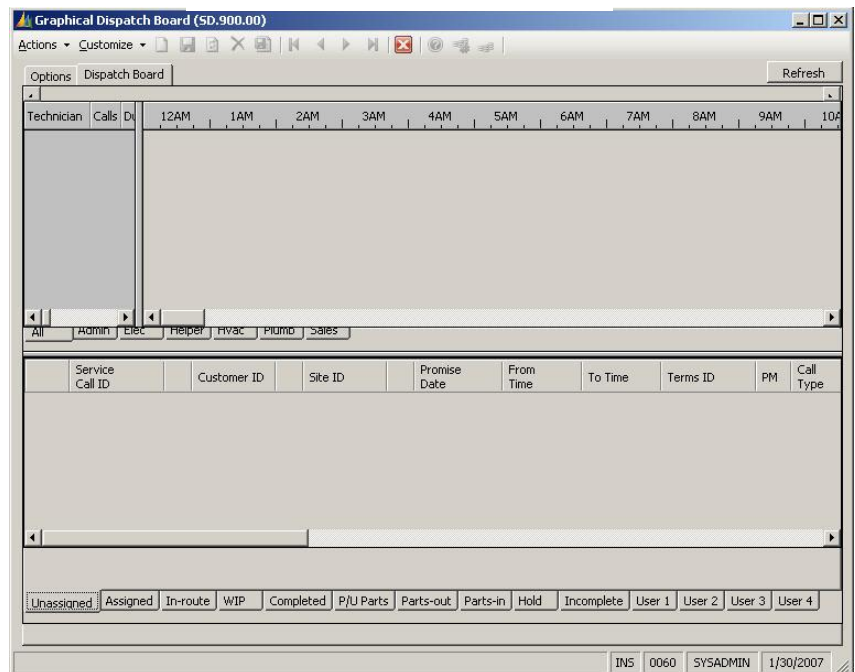 Graphical Dispatch Board (SD.900.00)
Actions Customize
Options Dispatch Board Refresh
Technician Calls Du 12AM 1AM 2AM 3AM 4AM 5AM 6AM 7AM 8AM 9AM 10A
All Admin Elec Helper Hvac Plumb Sales
Service Call ID Customer ID Site ID Promise Date From Time To Time Terms ID PM Call Type
Unassigned Assigned In-route WIP Completed P/U Parts Parts-out Parts-in Hold Incomplete User 1 User 2 User 3 User 4
INS 0060 SYSADMIN 1/30/2007